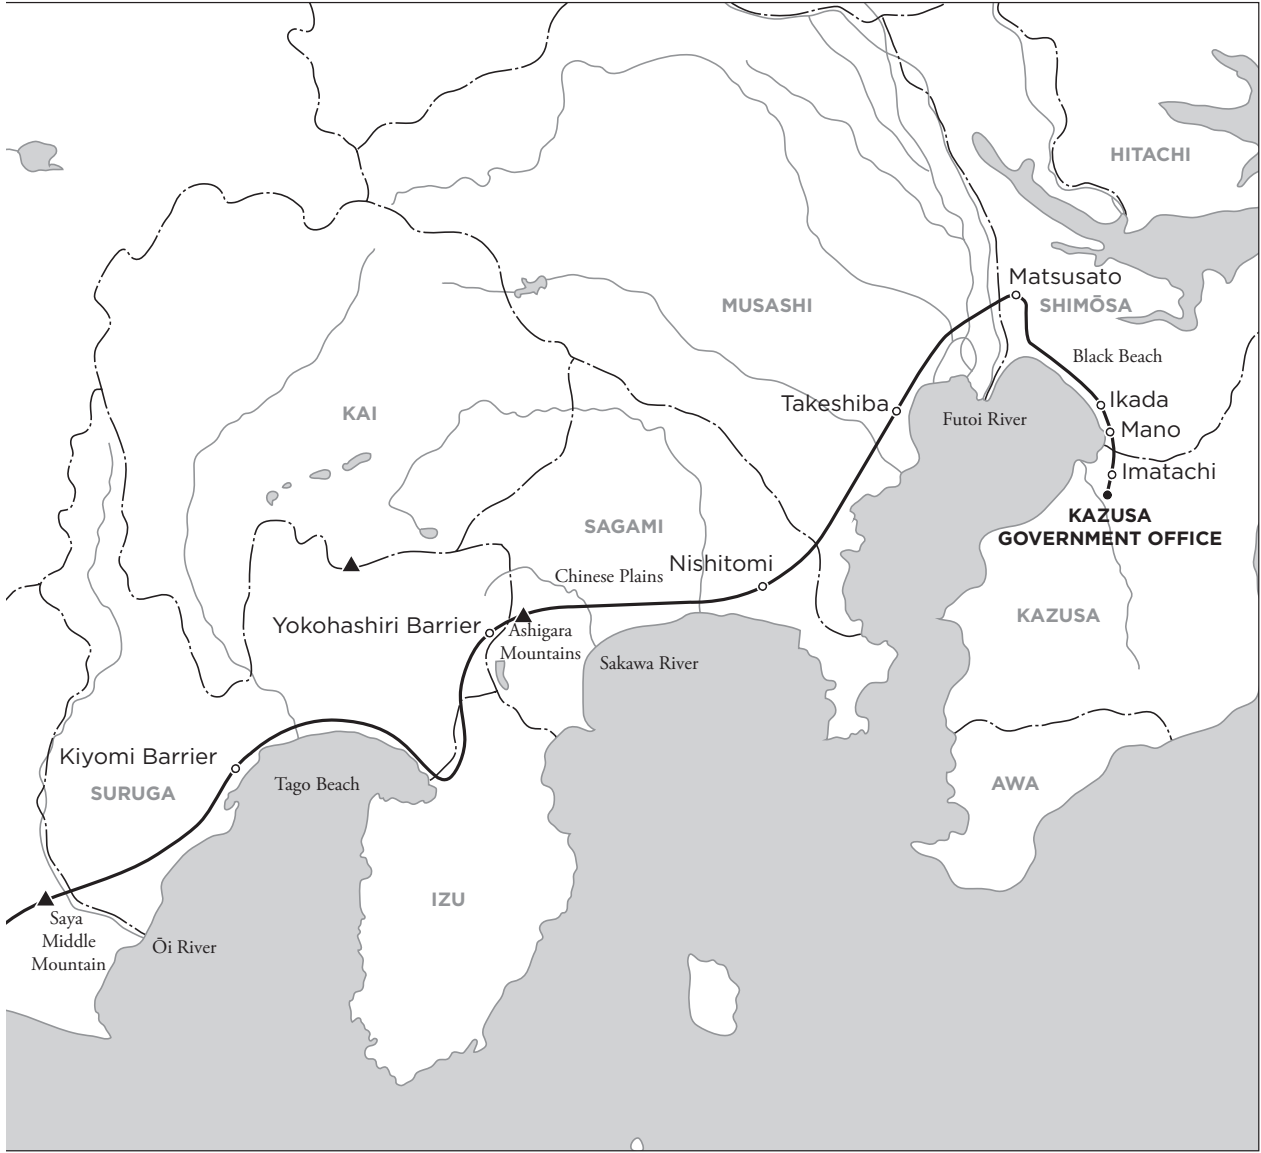 HITACHI
Matsusato
MUSASHI
SHIMŌSA
Black Beach
KAI
Takeshiba
Ikada
Futoi River
Mano
Imatachi
KAZUSA
GOVERNMENT OFFICE
SAGAMI
Nishitomi
Chinese Plains
KAZUSA
Yokohashiri Barrier
Ashigara
Mountains
Sakawa River
Kiyomi Barrier
Tago Beach
SURUGA
AWA
IZU
Saya
Middle
Mountain
Ōi River